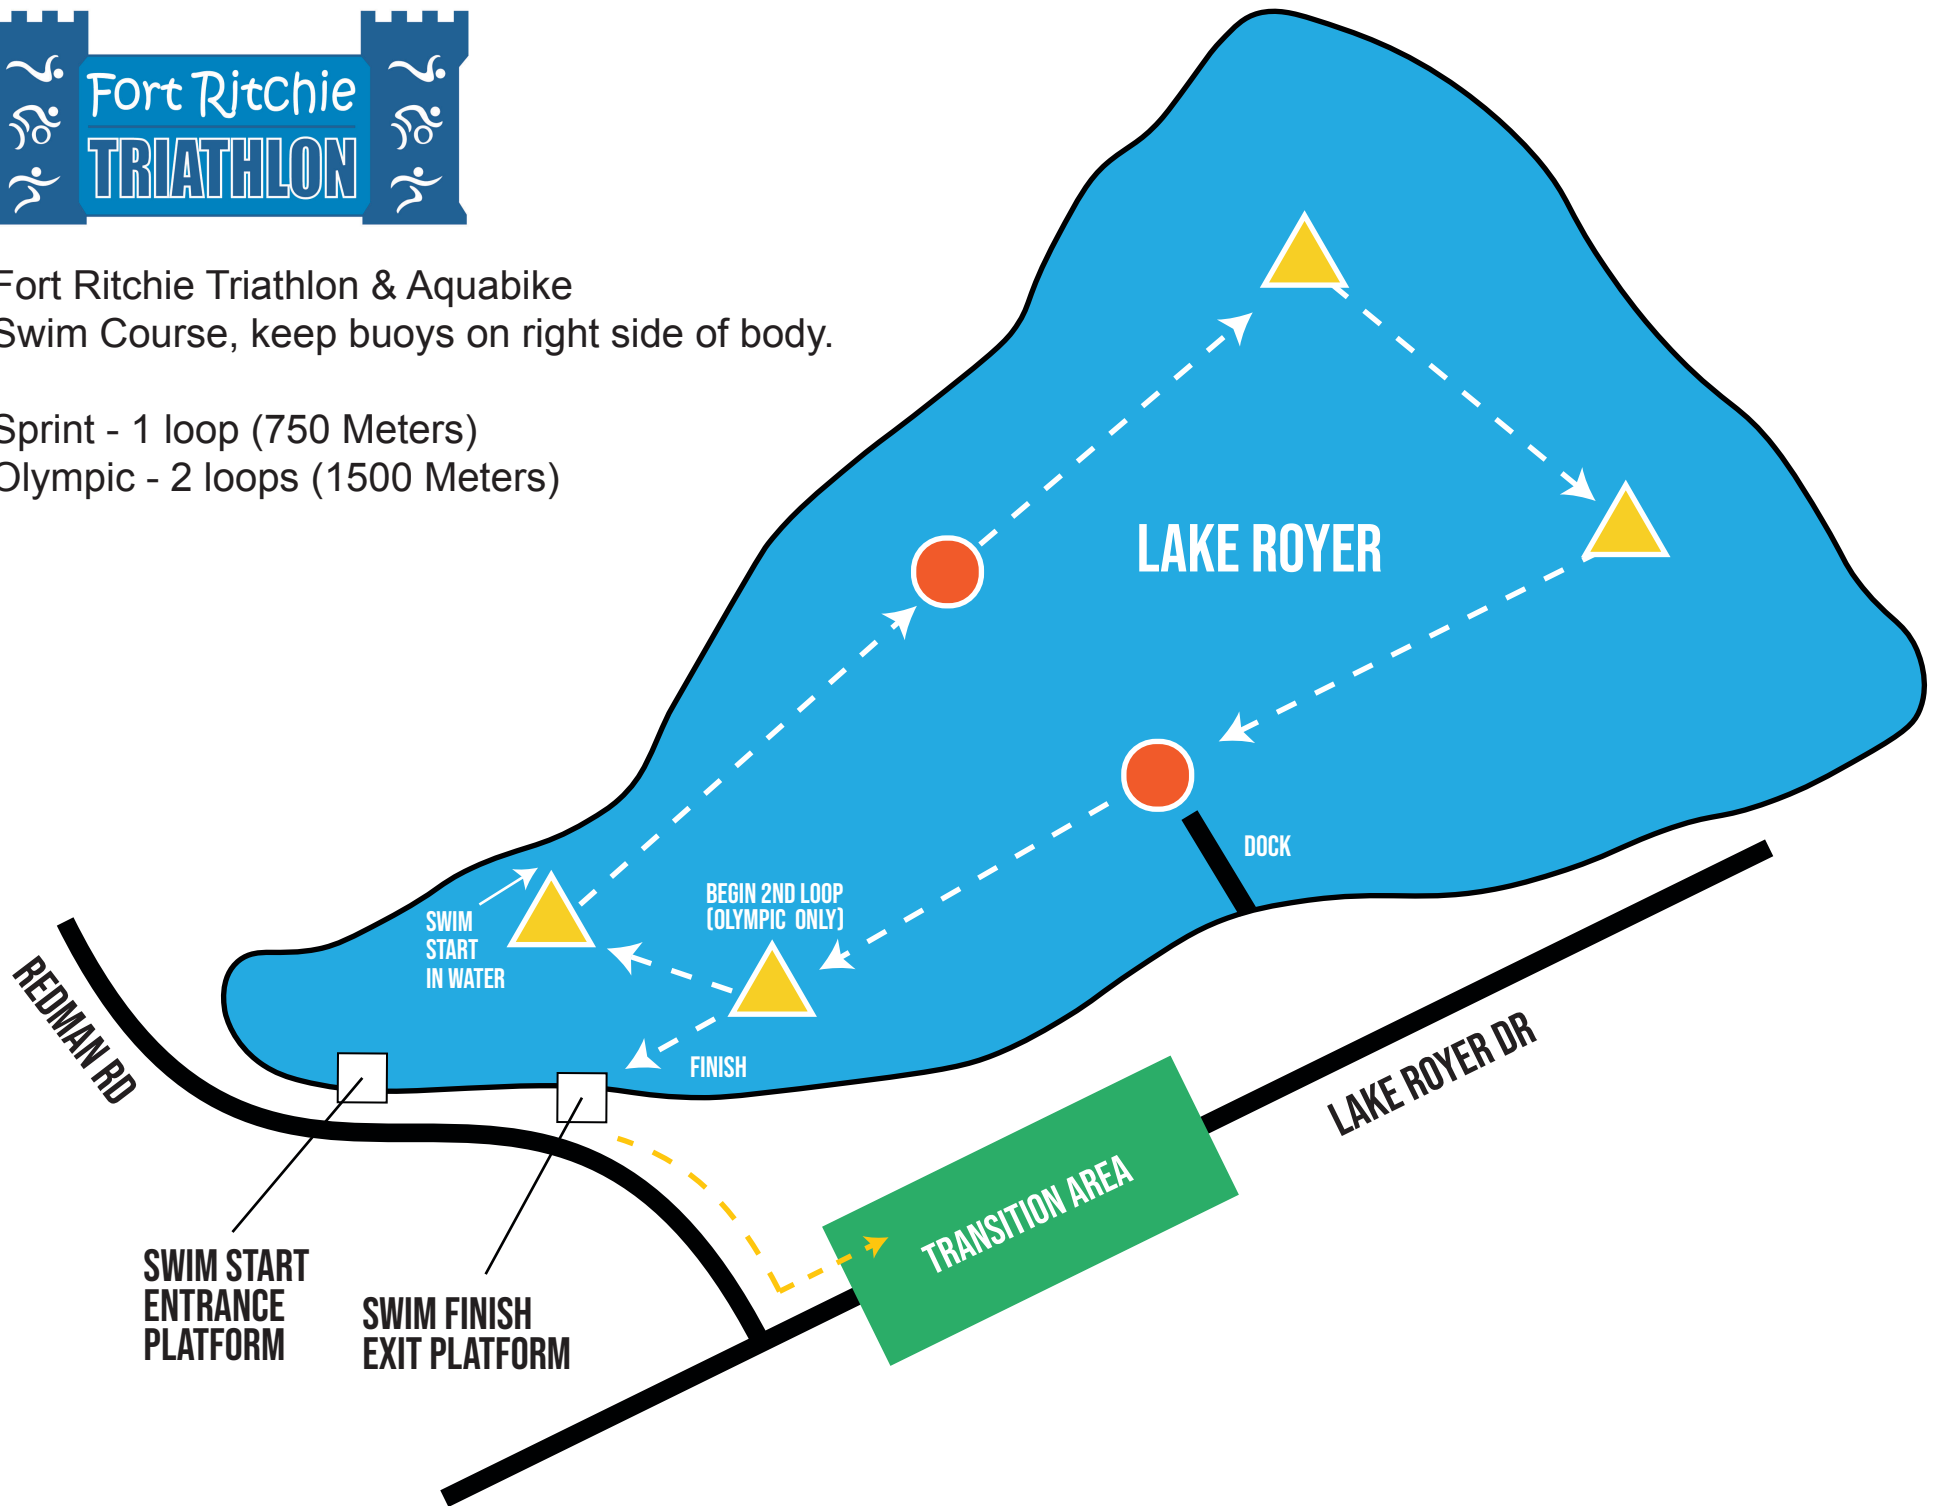 Fort Ritchie
TRIATHLON
Fort Ritchie Triathlon & Aquabike
Swim Course, keep buoys on right side of body.
Sprint - 1 loop (750 Meters)
Olympic - 2 loops (1500 Meters)
LAKE ROYER
DOCK
BEGIN 2ND LOOP
(OLYMPIC ONLY)
SWIM
START
IN WATER
FINISH
REDMAN RD
LAKE ROYER DR
TRANSITION AREA
SWIM START
ENTRANCE
PLATFORM
SWIM FINISH
EXIT PLATFORM